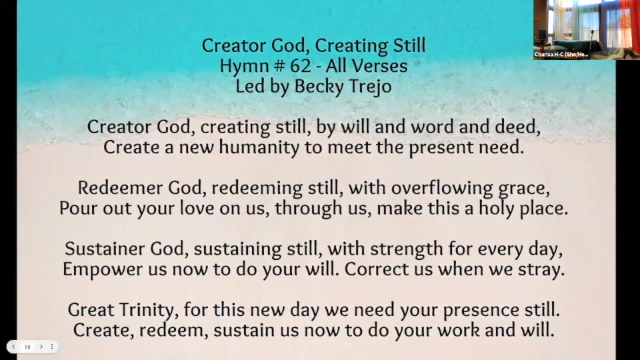 Creator God, Creating Still
Hymn # 62 - All Verses
Led by Becky Trejo
Creator God, creating still, by will and word and deed,
Create a new humanity to meet the present need.
Redeemer God, redeeming still, with overflowing grace,
Pour out your love on us, through us, make this a holy place.
Sustainer God, sustaining still, with strength for every day,
Empower us now to do your will. Correct us when we stray.
Great Trinity, for this new day we need your presence still.
Create, redeem, sustain us now to do your work and will.
Charisa H-C (She/He...
10